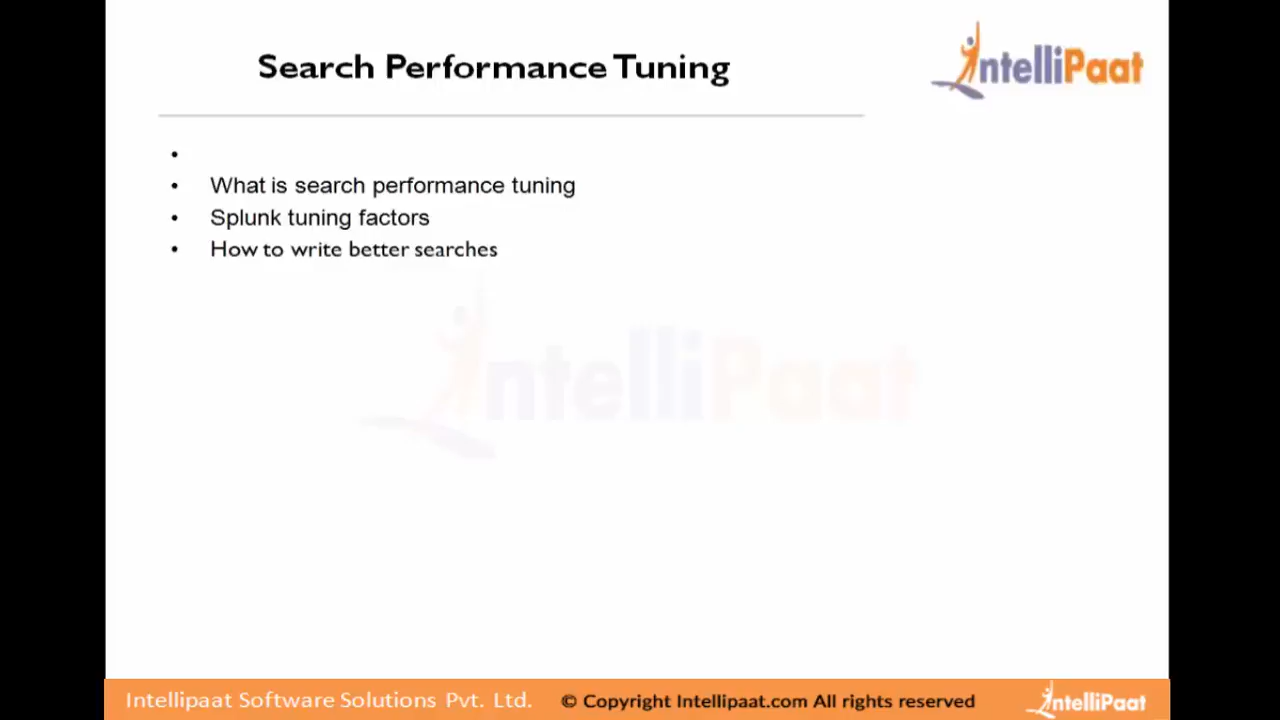 Search Performance Tuning
IntelliPaat
•
• What is search performance tuning
• Splunk tuning factors
• How to write better searches
IntelliPaat
Intellipaat Software Solutions Pvt. Ltd. © Copyright Intellipaat.com All rights reserved IntelliPaat